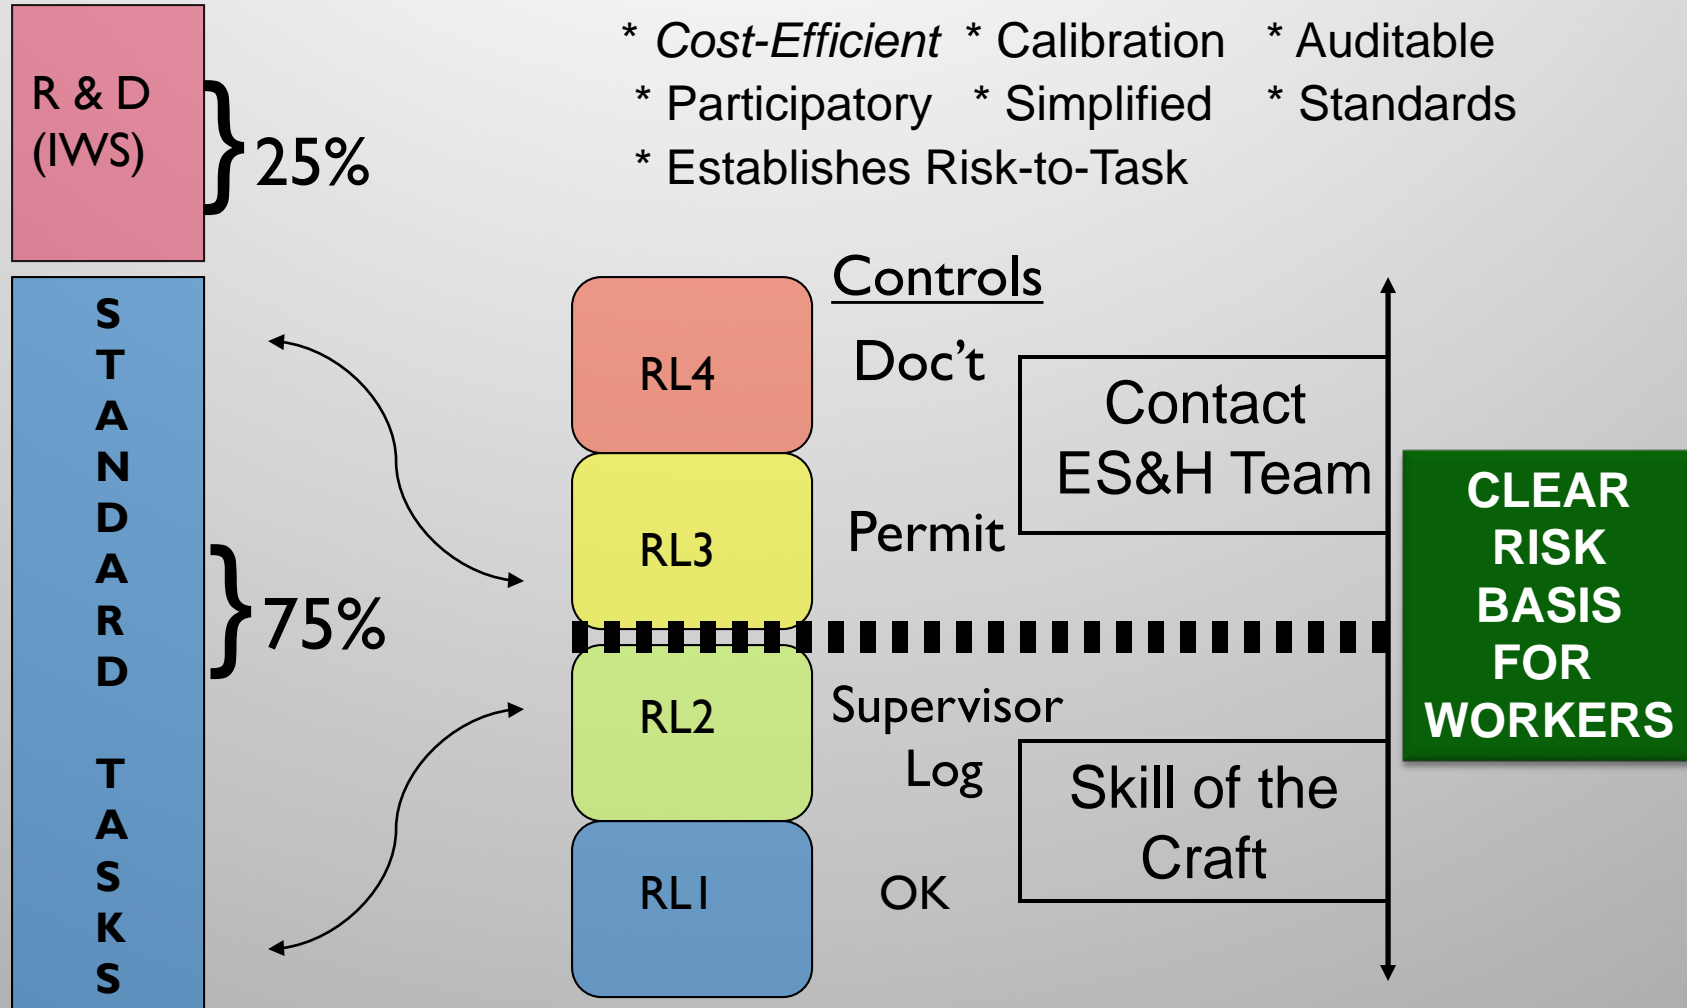 * Cost-Efficient * Calibration * Auditable
* Participatory * Simplified * Standards
* Establishes Risk-to-Task
R & D
(IWS)
25%
S
T
A
N
D
A
R
D
T
A
S
K
S
75%
Controls
RL4
Doc't
Contact
ES&H Team
RL3
Permit
RL2
Supervisor
Log
Skill of the
Craft
RL1
OK
CLEAR
RISK
BASIS
FOR
WORKERS